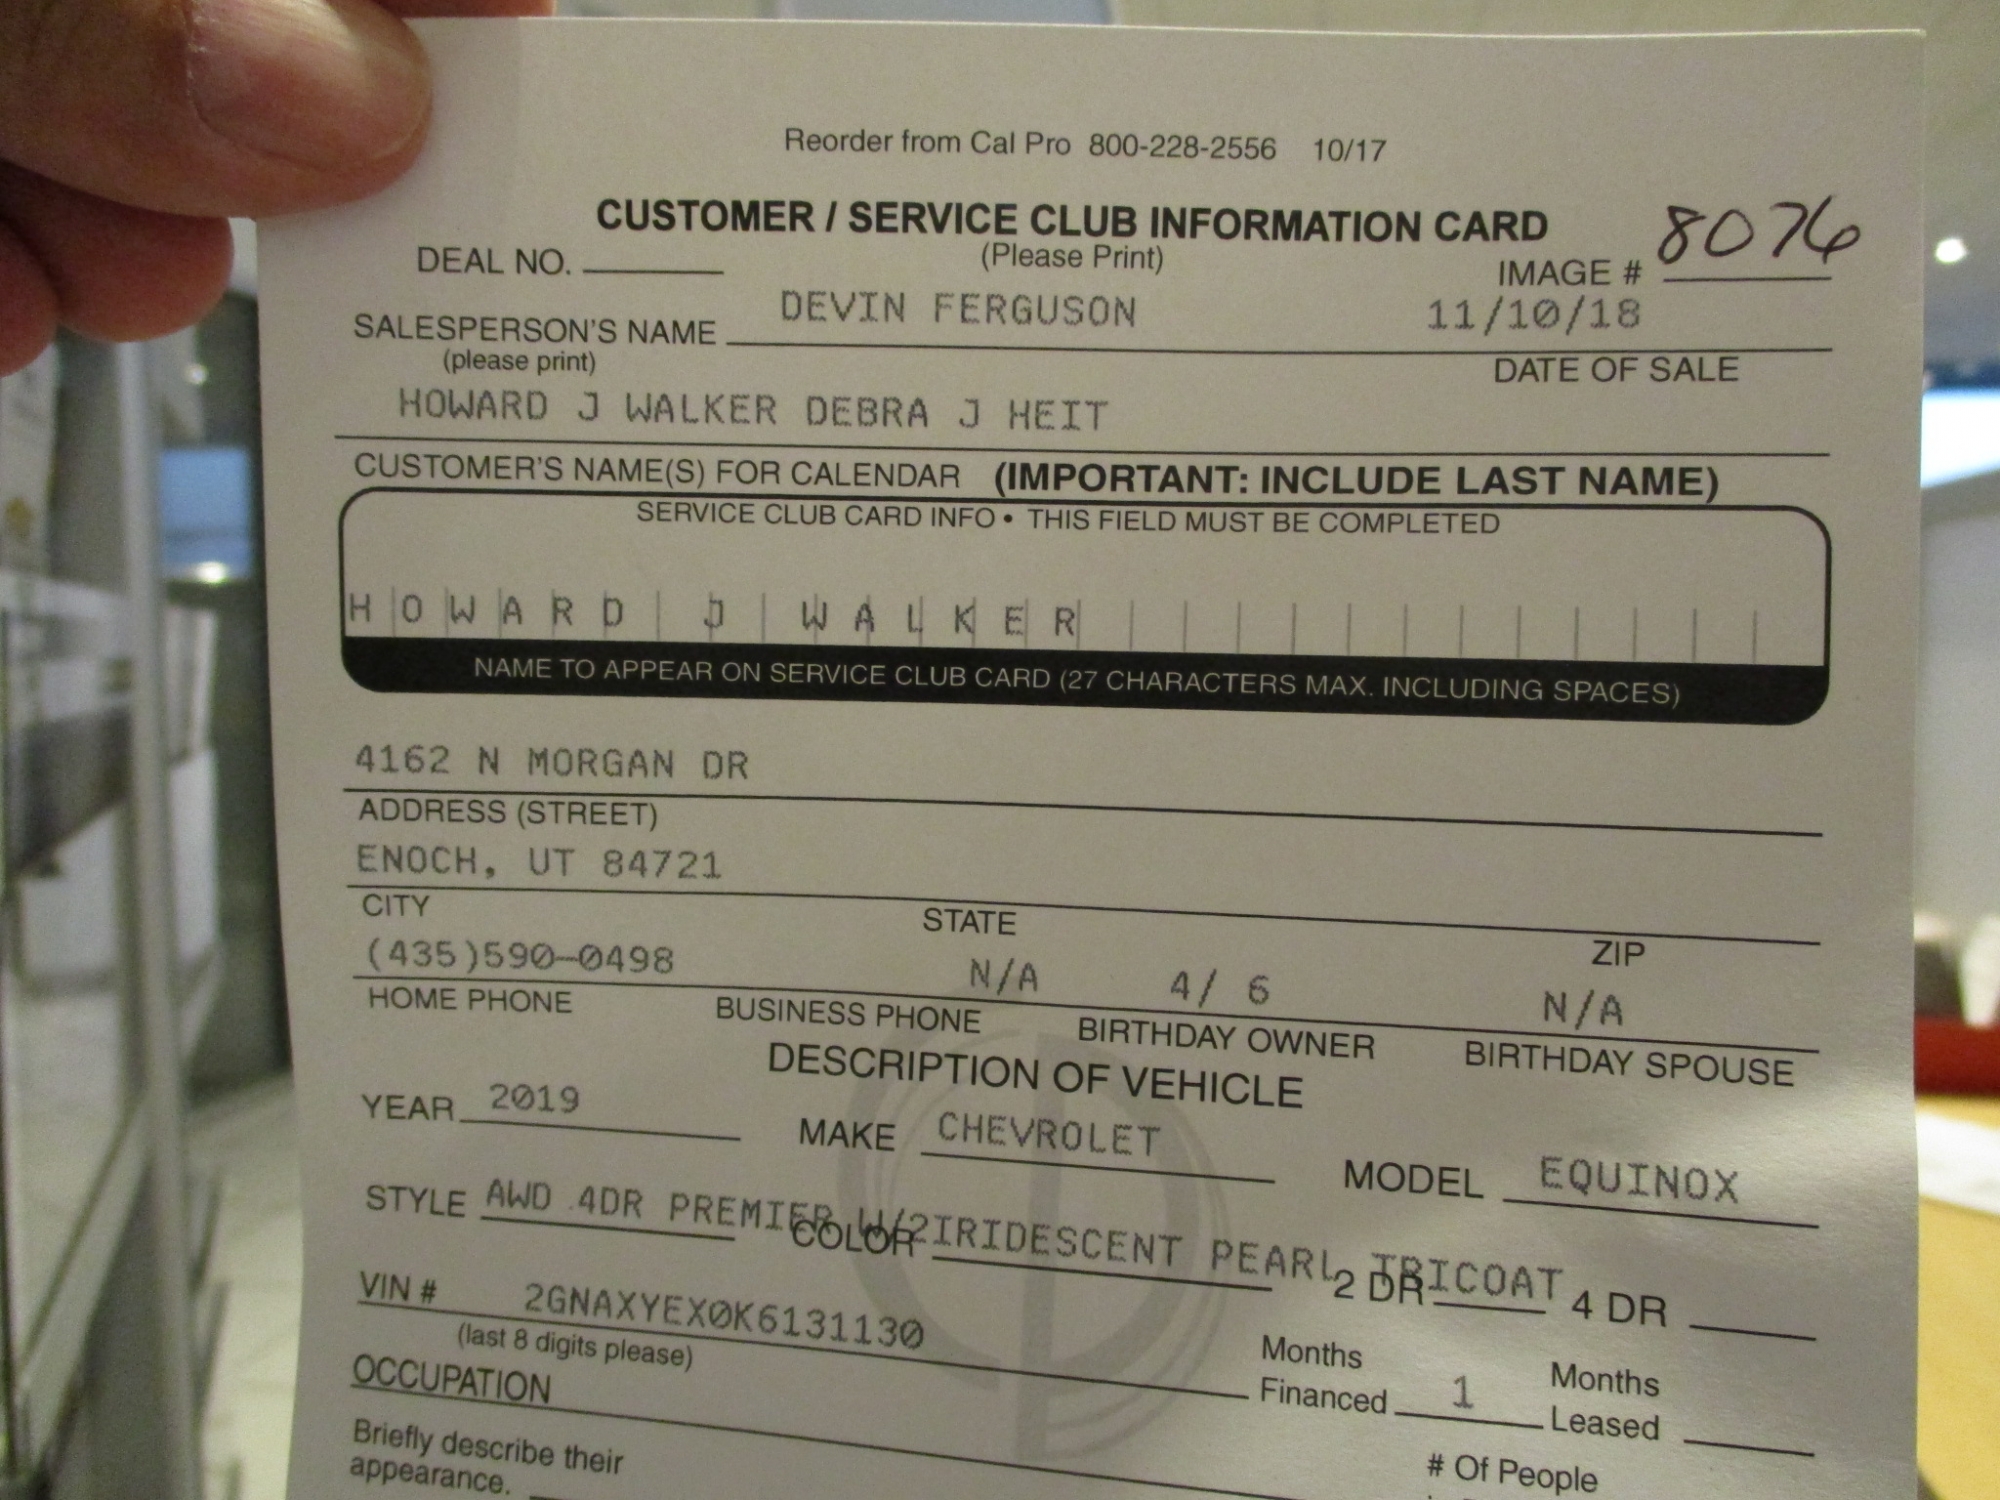 Reorder from Cal Pro 800-228-2556 10/17
CUSTOMER / SERVICE CLUB INFORMATION CARD
8076
DEAL NO. (Please Print) IMAGE #
DEVIN FERGUSON 11/10/18
SALESPERSON'S NAME
(please print) DATE OF SALE
HOWARD J WALKER DEBRA J HEIT
CUSTOMER'S NAME(S) FOR CALENDAR (IMPORTANT: INCLUDE LAST NAME)
SERVICE CLUB CARD INFO • THIS FIELD MUST BE COMPLETED
HOWARD J WALKER
NAME TO APPEAR ON SERVICE CLUB CARD (27 CHARACTERS MAX. INCLUDING SPACES)
4162 N MORGAN DR
ADDRESS (STREET)
ENOCH, UT 84721
CITY STATE ZIP
(435)590-0498 N/A 4/ 6 N/A
HOME PHONE BUSINESS PHONE BIRTHDAY OWNER BIRTHDAY SPOUSE
DESCRIPTION OF VEHICLE
YEAR 2019 MAKE CHEVROLET MODEL EQUINOX
STYLE AWD 4DR PREMIER W/2IRIDESCENT PEARL TRICOAT
COLOR 2 DR 4 DR
VIN # 2GNAXYEX0K6131130
(last 8 digits please) Months Financed 1 Months Leased
OCCUPATION
Briefly describe their # Of People
appearance.